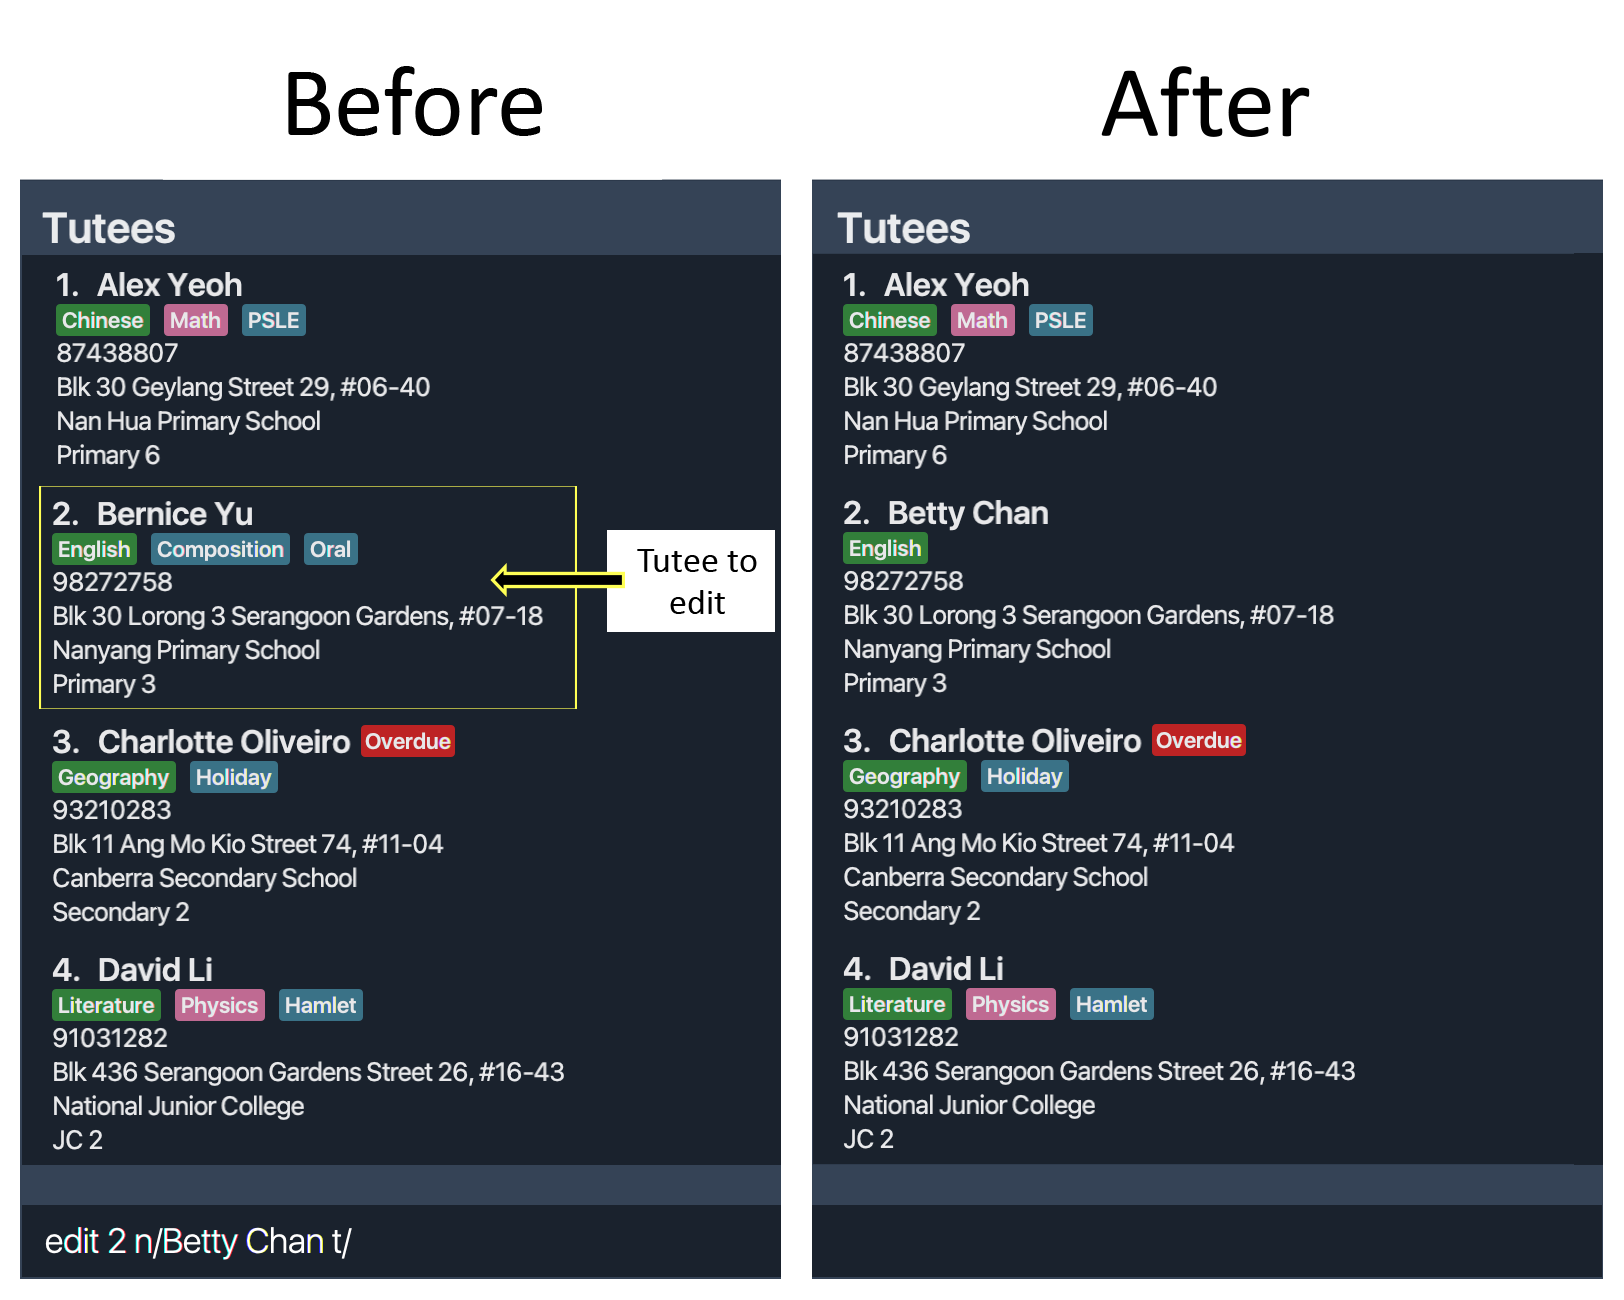 Before
Tutees
1. Alex Yeoh
Chinese Math PSLE
87438807
Blk 30 Geylang Street 29, #06-40
Nan Hua Primary School
Primary 6
2. Bernice Yu
English Composition Oral
98272758
Blk 30 Lorong 3 Serangoon Gardens, #07-18
Nanyang Primary School
Primary 3
Tutee to
edit
3. Charlotte Oliveiro Overdue
Geography Holiday
93210283
Blk 11 Ang Mo Kio Street 74, #11-04
Canberra Secondary School
Secondary 2
4. David Li
Literature Physics Hamlet
91031282
Blk 436 Serangoon Gardens Street 26, #16-43
National Junior College
JC 2
edit 2 n/Betty Chan t/
After
Tutees
1. Alex Yeoh
Chinese Math PSLE
87438807
Blk 30 Geylang Street 29, #06-40
Nan Hua Primary School
Primary 6
2. Betty Chan
English
98272758
Blk 30 Lorong 3 Serangoon Gardens, #07-18
Nanyang Primary School
Primary 3
3. Charlotte Oliveiro Overdue
Geography Holiday
93210283
Blk 11 Ang Mo Kio Street 74, #11-04
Canberra Secondary School
Secondary 2
4. David Li
Literature Physics Hamlet
91031282
Blk 436 Serangoon Gardens Street 26, #16-43
National Junior College
JC 2